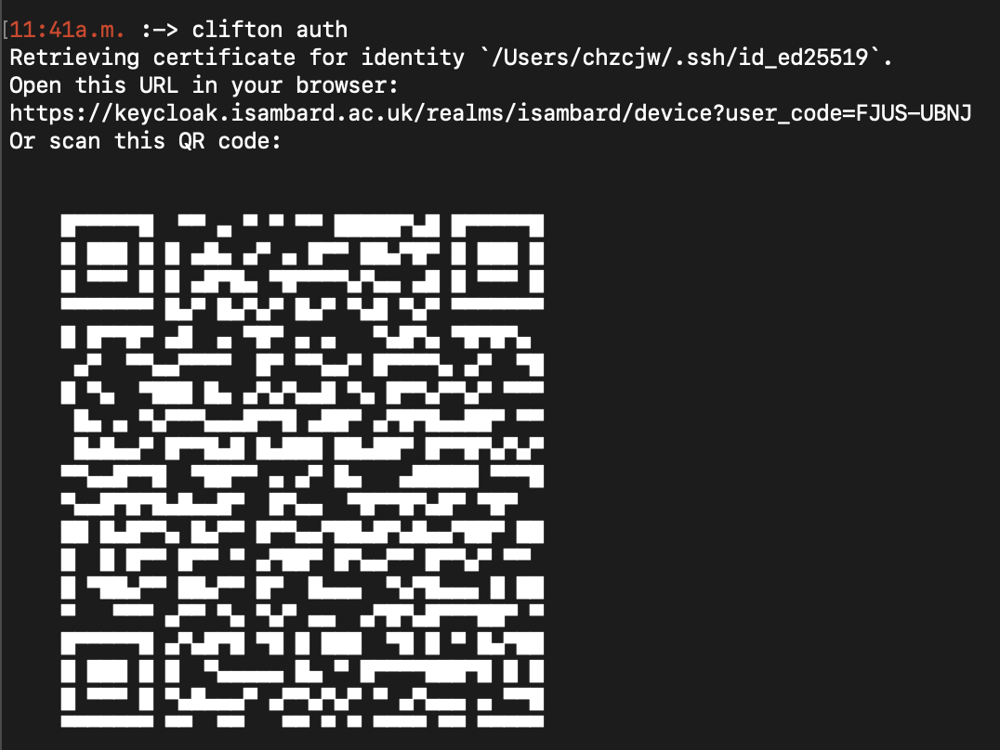 [11:41a.m. :-> clifton auth
Retrieving certificate for identity `/Users/chzcjw/.ssh/id_ed25519`.
Open this URL in your browser:
https://keycloak.isambard.ac.uk/realms/isambard/device?user_code=FJUS-UBNJ
Or scan this QR code: